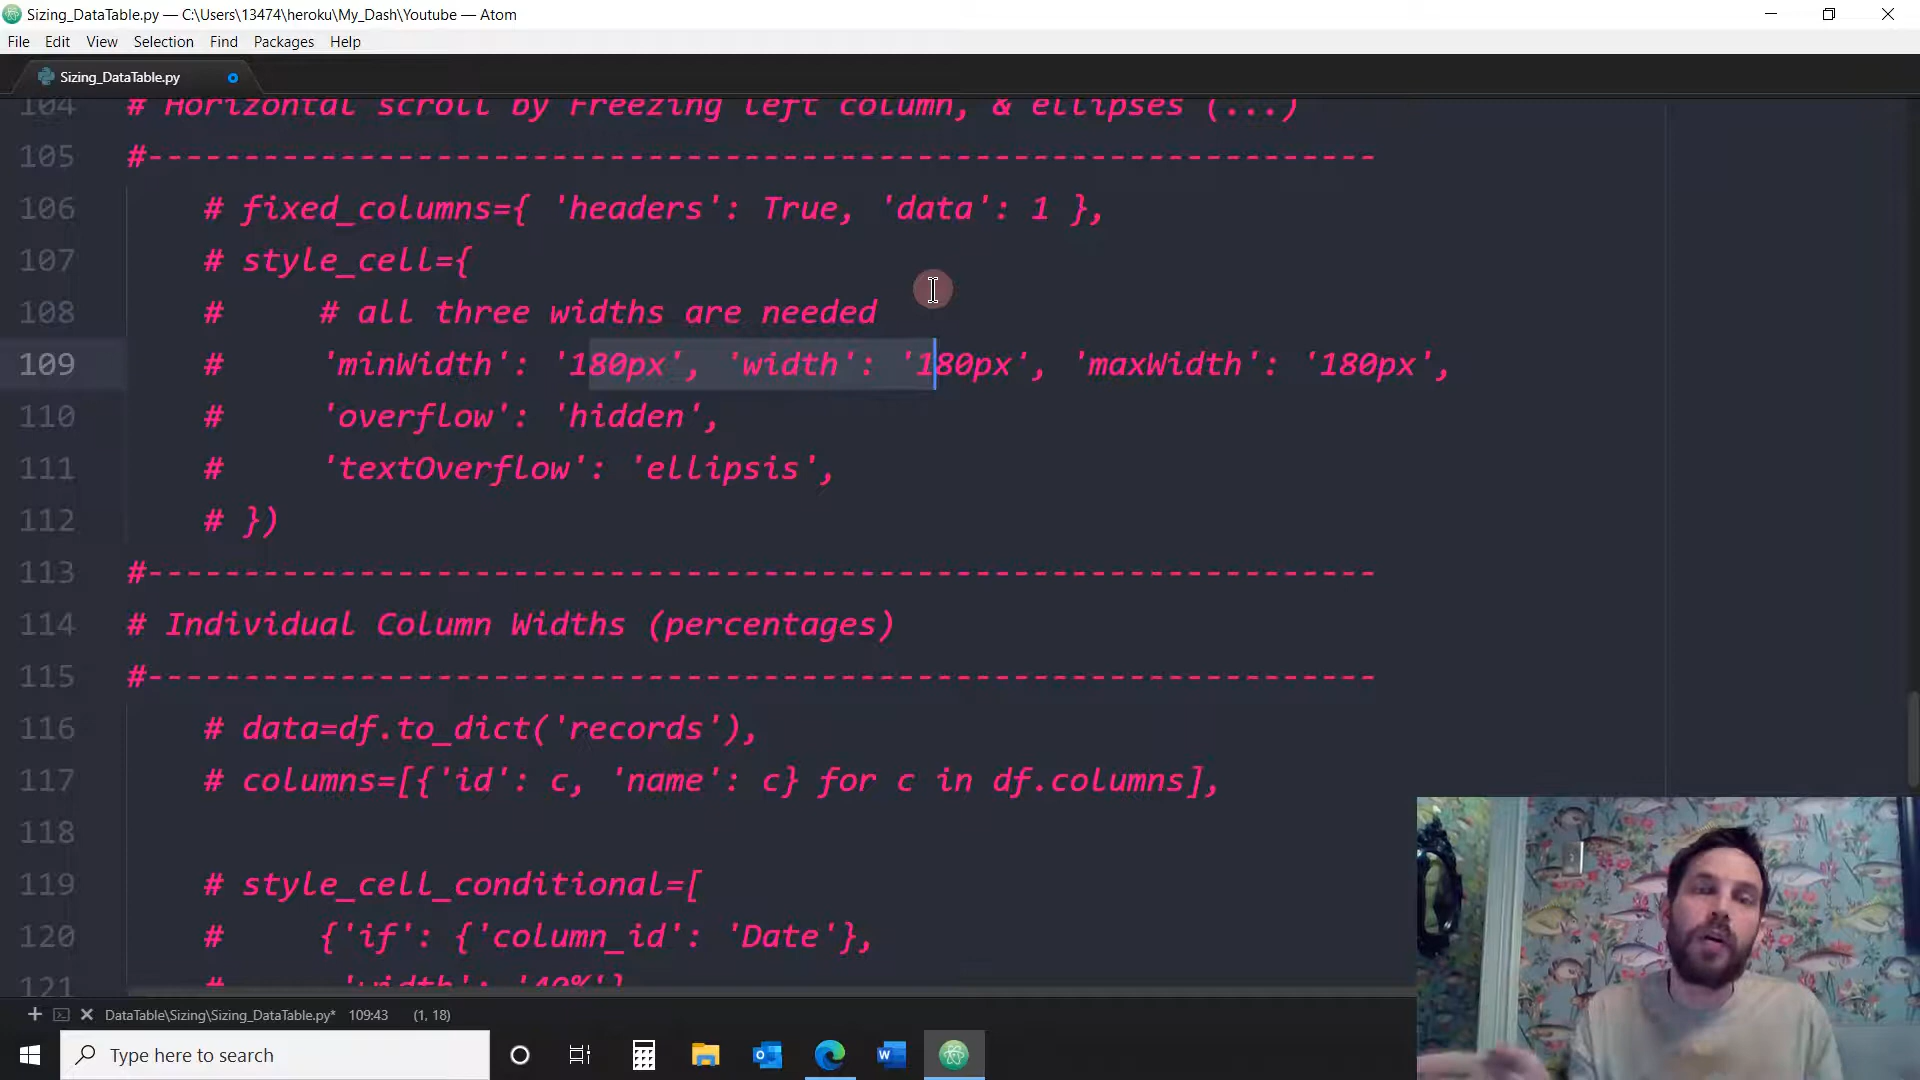 Sizing_DataTable.py — C:\Users\13474\heroku\My_Dash\Youtube — Atom
File Edit View Selection Find Packages Help
Sizing_DataTable.py
104 # Horizontal scroll by Freezing left column, & ellipses (...)
105 #----------------------------------------------------------------
106 # fixed_columns={ 'headers': True, 'data': 1 },
107 # style_cell={
108 # # all three widths are needed
109 # 'minWidth': '180px', 'width': '180px', 'maxWidth': '180px',
110 # 'overflow': 'hidden',
111 # 'textOverflow': 'ellipsis',
112 # })
113 #----------------------------------------------------------------
114 # Individual Column Widths (percentages)
115 #----------------------------------------------------------------
116 # data=df.to_dict('records'),
117 # columns=[{'id': c, 'name': c} for c in df.columns],
118
119 # style_cell_conditional=[
120 # {'if': {'column_id': 'Date'},
121 # 'width': '40%'}
DataTable\Sizing\Sizing_DataTable.py* 109:43 (1, 18)
Type here to search